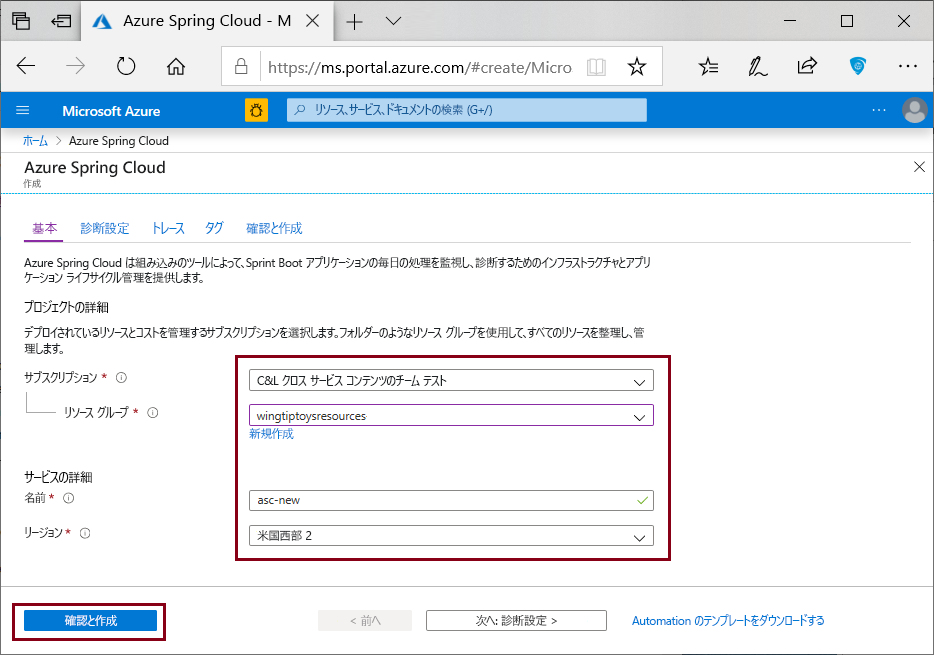 Azure Spring Cloud - M
https://ms.portal.azure.com/#create/Micro
Microsoft Azure
リソース、サービス、ドキュメントの検索 (G+/)
ホーム > Azure Spring Cloud
Azure Spring Cloud
作成
基本 診断設定 トレース タグ 確認と作成
Azure Spring Cloud は組み込みのツールによって、Sprint Boot アプリケーションの毎日の処理を監視し、診断するためのインフラストラクチャとアプリ
ケーション ライフサイクル管理を提供します。
プロジェクトの詳細
デプロイされているリソースとコストを管理するサブスクリプションを選択します。フォルダーのようなリソース グループを使用して、すべてのリソースを整理し、管
理します。
サブスクリプション * C&L クロス サービス コンテンツのチーム テスト
リソース グループ * wingtiptoysresources
新規作成
サービスの詳細
名前 * asc-new
リージョン * 米国西部 2
確認と作成 < 前へ 次へ: 診断設定 > Automation のテンプレートをダウンロードする